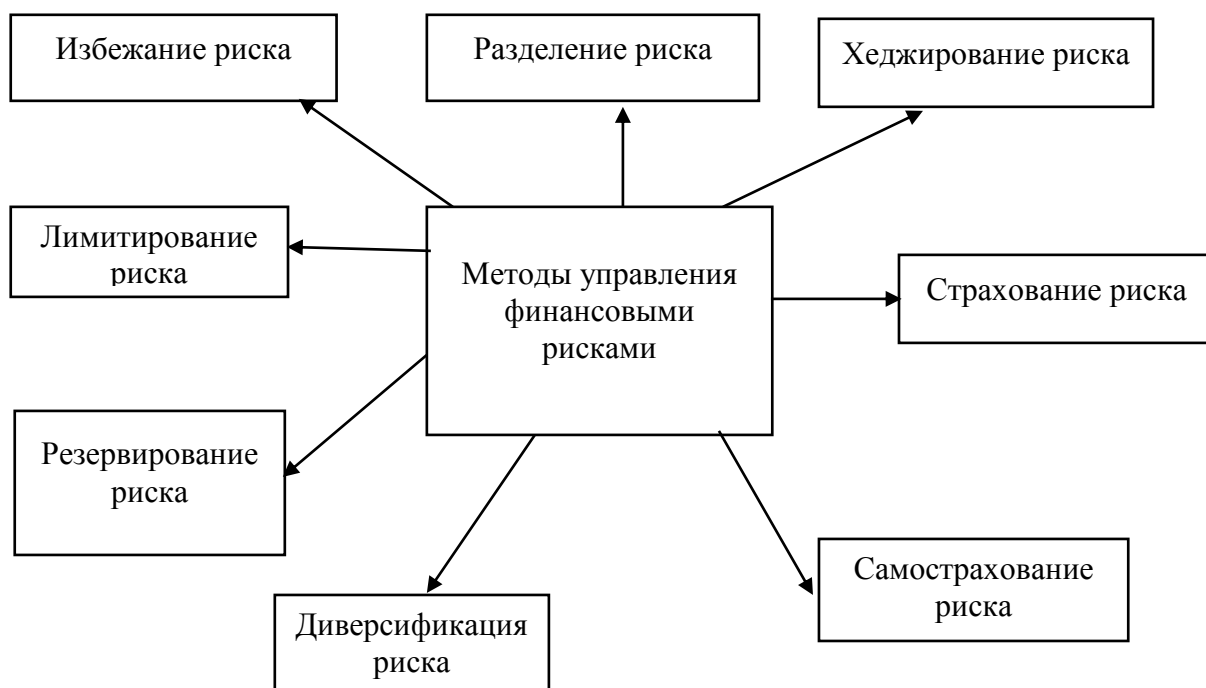 Избежание риска
Разделение риска
Хеджирование риска
Лимитирование
риска
Методы управления
финансовыми
рисками
Страхование риска
Резервирование
риска
Самострахование
риска
Диверсификация
риска